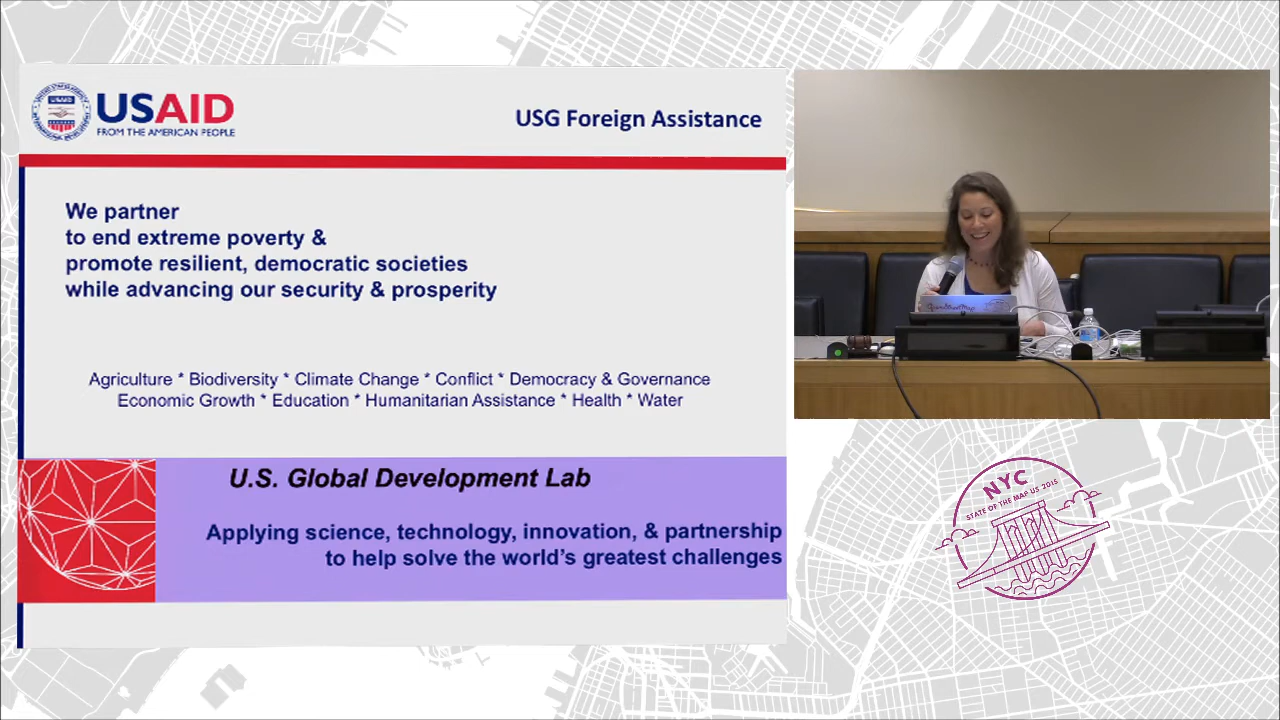 USAID
FROM THE AMERICAN PEOPLE
USG Foreign Assistance
We partner
to end extreme poverty &
promote resilient, democratic societies
while advancing our security & prosperity
Agriculture * Biodiversity * Climate Change * Conflict * Democracy & Governance
Economic Growth * Education * Humanitarian Assistance * Health * Water
U.S. Global Development Lab
Applying science, technology, innovation, & partnership
to help solve the world's greatest challenges
OpenStreetMap
NYC
STATE OF THE MAP US 2015